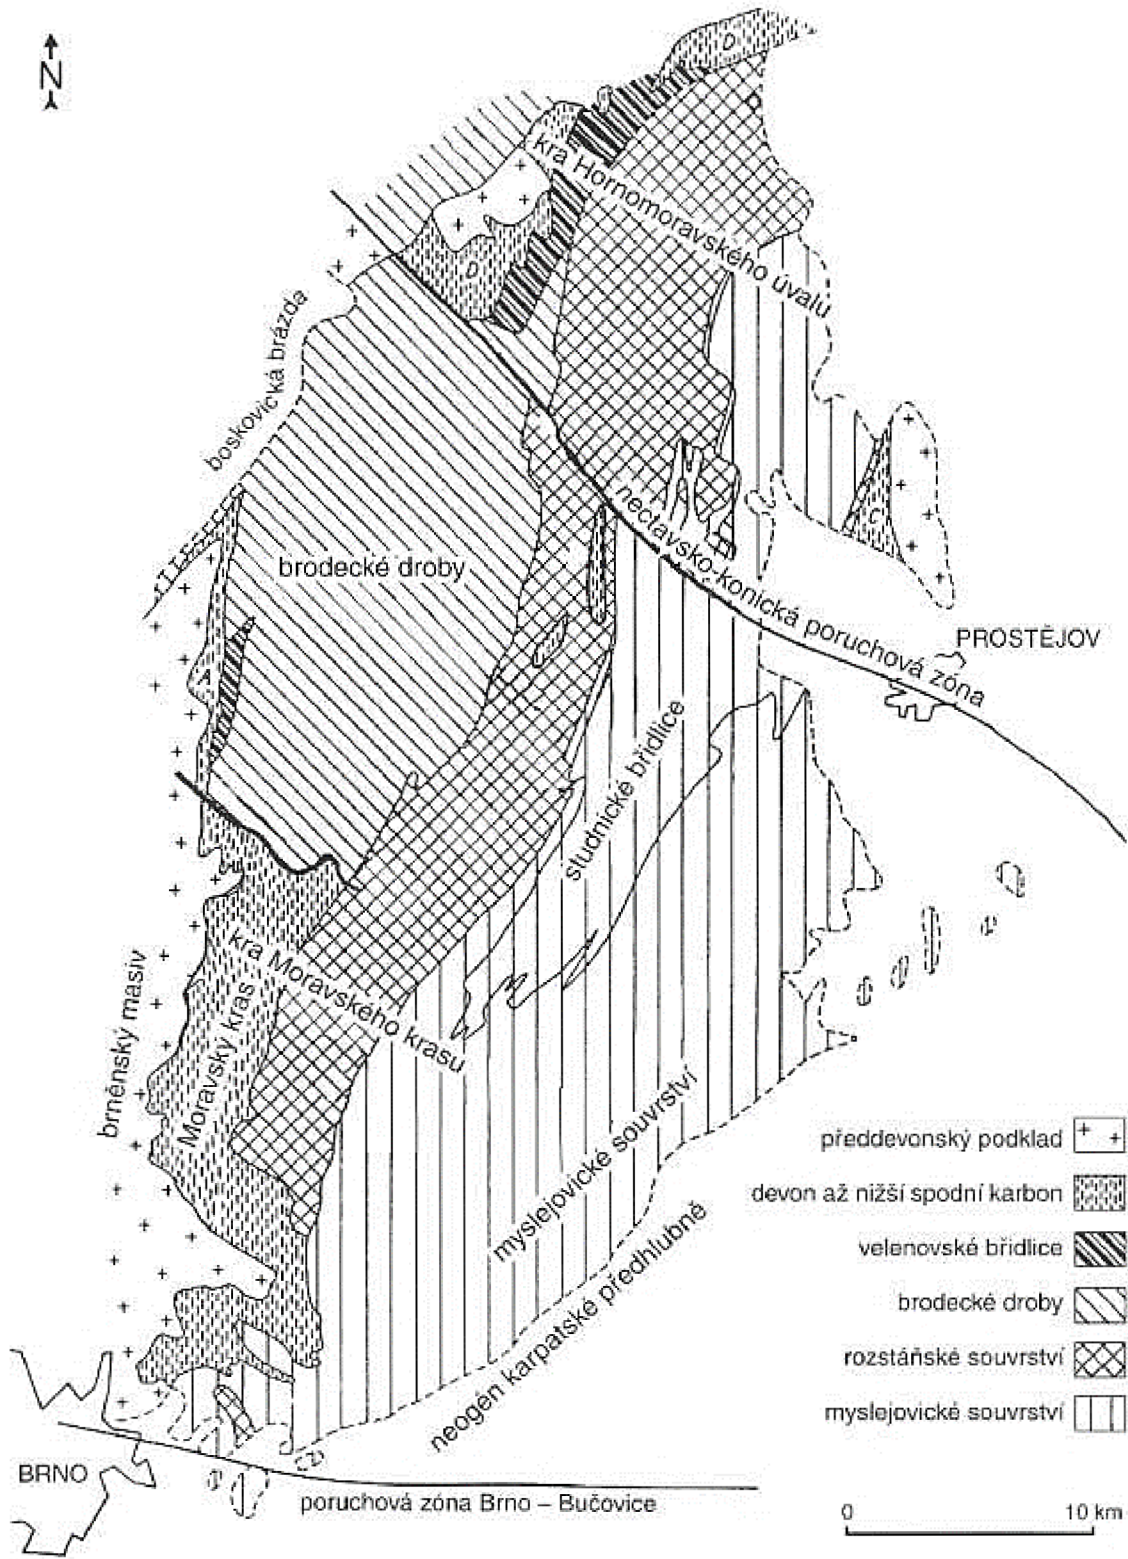 N
D
kra Hornomoravského úvalu
D
boskovická brázda
C
nectavsko-konická poruchová zóna
brodecké droby
PROSTĚJOV
A
studnické břidlice
kra Moravského krasu
brněnský masiv
Moravský kras
myslejovické souvrství
neogén karpatské předhlubně
předdevonský podklad
devon až nižší spodní karbon
velenovské břidlice
brodecké droby
rozstáňské souvrství
myslejovické souvrství
BRNO
poruchová zóna Brno – Bučovice
0 10 km